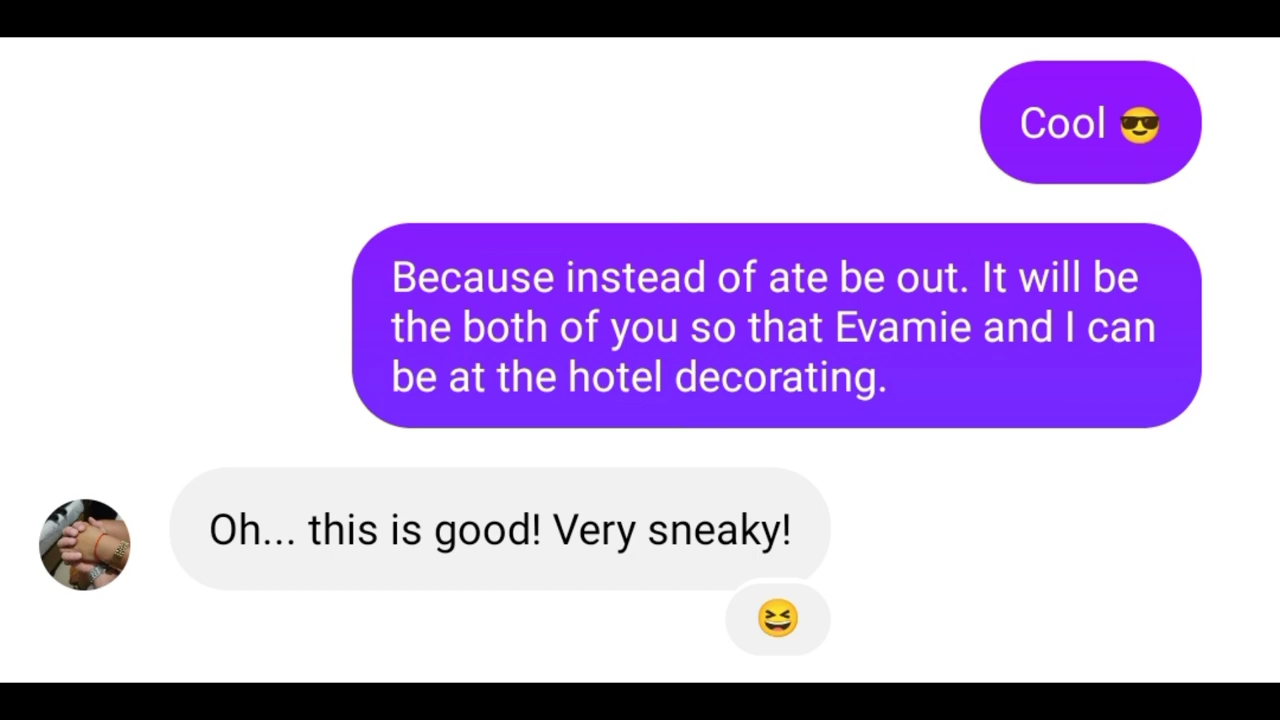 Cool 😎
Because instead of ate be out. It will be
the both of you so that Evamie and I can
be at the hotel decorating.
Oh... this is good! Very sneaky!
😆